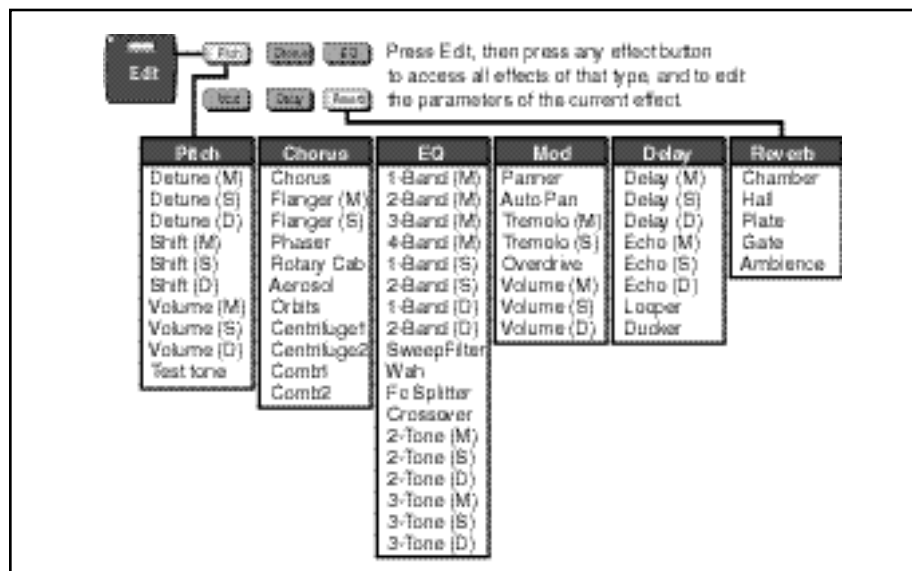 Edit
Pitch Chorus EQ
Mod Delay Reverb
Press Edit, then press any effect button
to access all effects of that type, and to edit
the parameters of the current effect.
Pitch
Detune (M)
Detune (S)
Detune (D)
Shift (M)
Shift (S)
Shift (D)
Volume (M)
Volume (S)
Volume (D)
Test tone
Chorus
Chorus
Flanger (M)
Flanger (S)
Phaser
Rotary Cab
Aerosol
Orbits
Centrifuge1
Centrifuge2
Comb1
Comb2
EQ
1-Band (M)
2-Band (M)
3-Band (M)
4-Band (M)
1-Band (S)
2-Band (S)
1-Band (D)
2-Band (D)
SweepFilter
Wah
Fc Splitter
Crossover
2-Tone (M)
2-Tone (S)
2-Tone (D)
3-Tone (M)
3-Tone (S)
3-Tone (D)
Mod
Panner
Auto Pan
Tremolo (M)
Tremolo (S)
Overdrive
Volume (M)
Volume (S)
Volume (D)
Delay
Delay (M)
Delay (S)
Delay (D)
Echo (M)
Echo (S)
Echo (D)
Looper
Ducker
Reverb
Chamber
Hall
Plate
Gate
Ambience